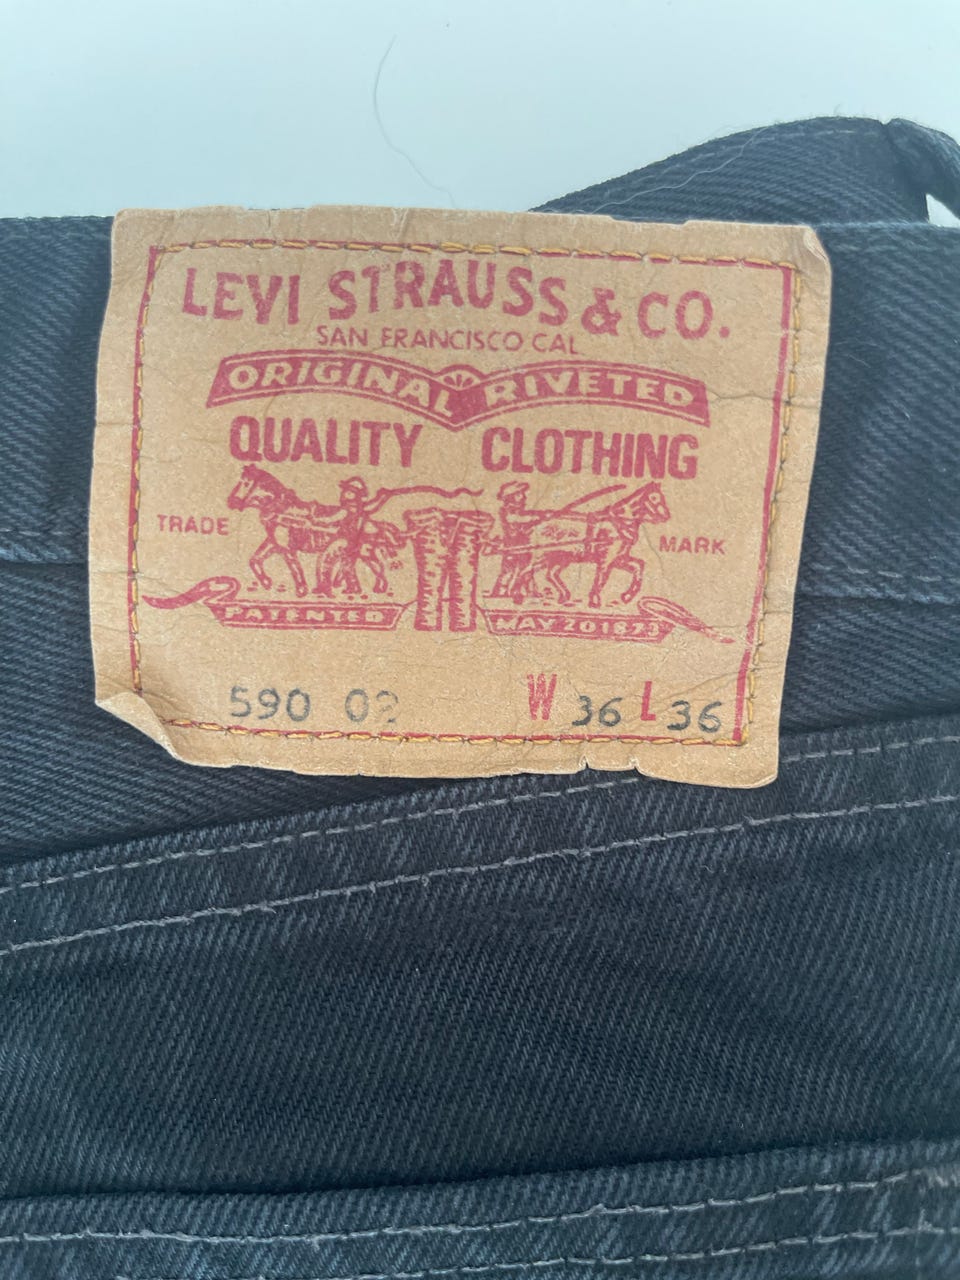 LEVI STRAUSS & CO.
SAN FRANCISCO CAL
ORIGINAL RIVETED
QUALITY CLOTHING
TRADE MARK
PATENTED MAY 20 1873
590 W 36 L 36